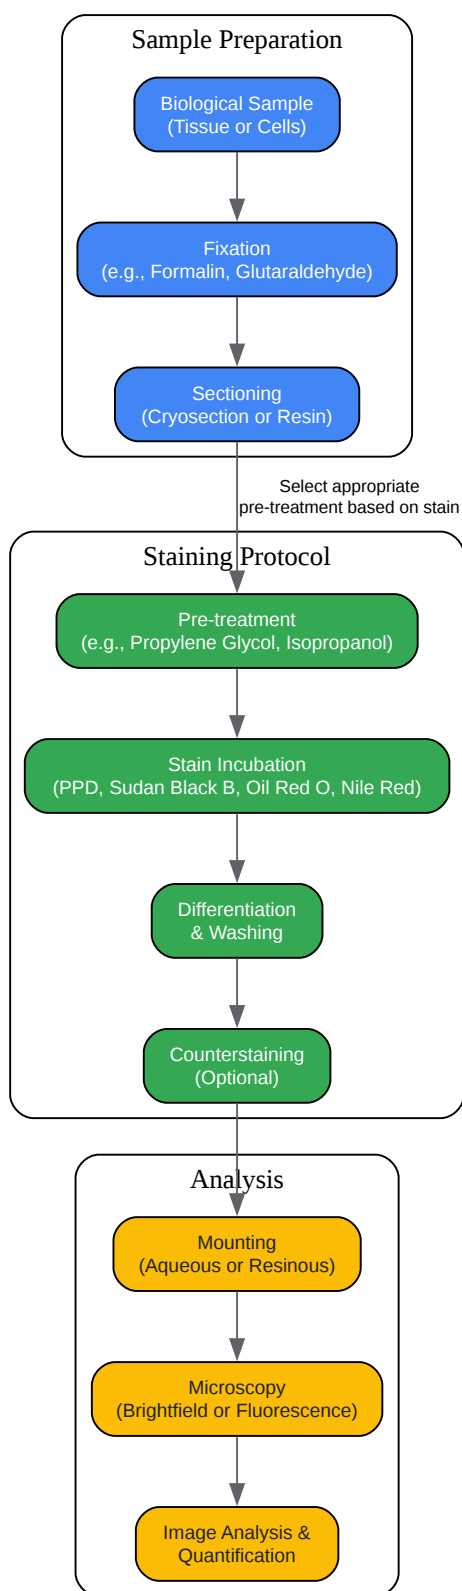 Sample Preparation
Biological Sample
(Tissue or Cells)
Fixation
(e.g., Formalin, Glutaraldehyde)
Sectioning
(Cryosection or Resin)
Select appropriate
pre-treatment based on stain
Staining Protocol
Pre-treatment
(e.g., Propylene Glycol, Isopropanol)
Stain Incubation
(PPD, Sudan Black B, Oil Red O, Nile Red)
Differentiation
& Washing
Counterstaining
(Optional)
Analysis
Mounting
(Aqueous or Resinous)
Microscopy
(Brightfield or Fluorescence)
Image Analysis &
Quantification